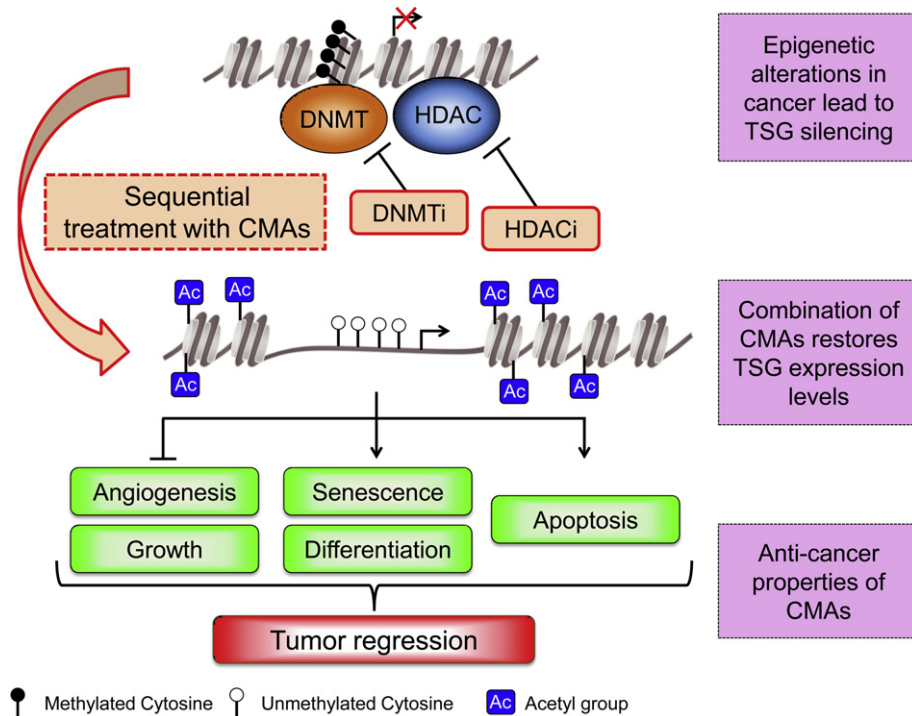 Epigenetic
alterations in
cancer lead to
TSG silencing
DNMT
HDAC
Sequential
treatment with CMAs
DNMTi
HDACi
Ac
Ac
Ac
Ac
Ac
Ac
Ac
Combination of
CMAs restores
TSG expression
levels
Angiogenesis
Senescence
Apoptosis
Growth
Differentiation
Anti-cancer
properties of
CMAs
Tumor regression
Methylated Cytosine
Unmethylated Cytosine
Ac
Acetyl group